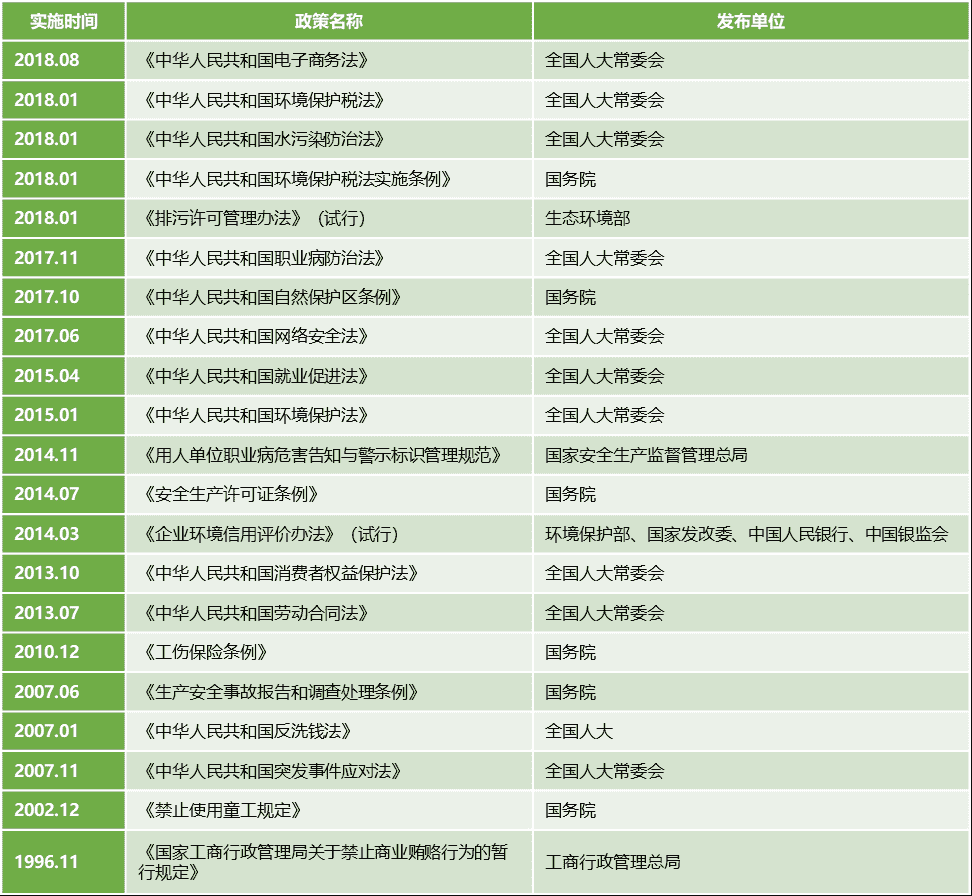 实施时间 政策名称 发布单位
2018.08 《中华人民共和国电子商务法》 全国人大常委会
2018.01 《中华人民共和国环境保护税法》 全国人大常委会
2018.01 《中华人民共和国水污染防治法》 全国人大常委会
2018.01 《中华人民共和国环境保护税法实施条例》 国务院
2018.01 《排污许可管理办法》（试行） 生态环境部
2017.11 《中华人民共和国职业病防治法》 全国人大常委会
2017.10 《中华人民共和国自然保护区条例》 国务院
2017.06 《中华人民共和国网络安全法》 全国人大常委会
2015.04 《中华人民共和国就业促进法》 全国人大常委会
2015.01 《中华人民共和国环境保护法》 全国人大常委会
2014.11 《用人单位职业病危害告知与警示标识管理规范》 国家安全生产监督管理总局
2014.07 《安全生产许可证条例》 国务院
2014.03 《企业环境信用评价办法》（试行） 环境保护部、国家发改委、中国人民银行、中国银监会
2013.10 《中华人民共和国消费者权益保护法》 全国人大常委会
2013.07 《中华人民共和国劳动合同法》 全国人大常委会
2010.12 《工伤保险条例》 国务院
2007.06 《生产安全事故报告和调查处理条例》 国务院
2007.01 《中华人民共和国反洗钱法》 全国人大
2007.11 《中华人民共和国突发事件应对法》 全国人大常委会
2002.12 《禁止使用童工规定》 国务院
1996.11 《国家工商行政管理局关于禁止商业贿赂行为的暂
行规定》 工商行政管理总局